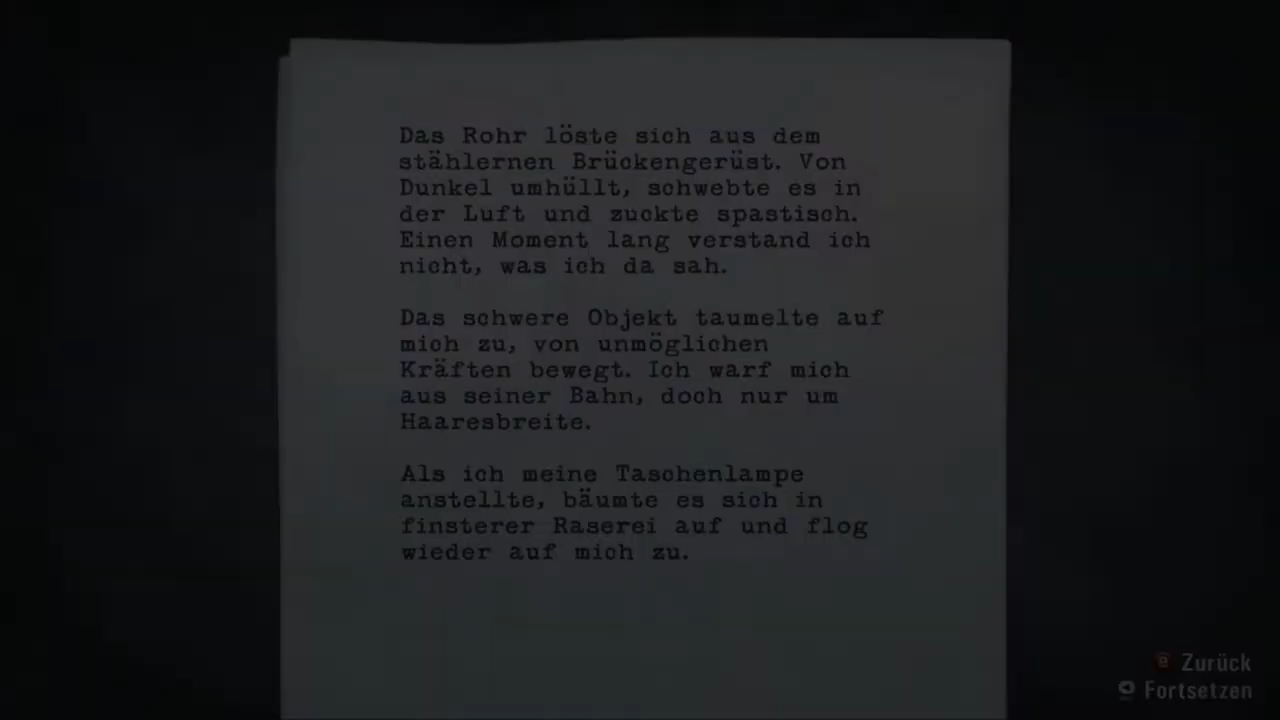 Das Rohr löste sich aus dem
stählernen Brückengerüst. Von
Dunkel umhüllt, schwebte es in
der Luft und zuckte spastisch.
Einen Moment lang verstand ich
nicht, was ich da sah.
Das schwere Objekt taumelte auf
mich zu, von unmöglichen
Kräften bewegt. Ich warf mich
aus seiner Bahn, doch nur um
Haaresbreite.
Als ich meine Taschenlampe
anstellte, bäumte es sich in
finsterer Raserei auf und flog
wieder auf mich zu.
Zurück
Fortsetzen